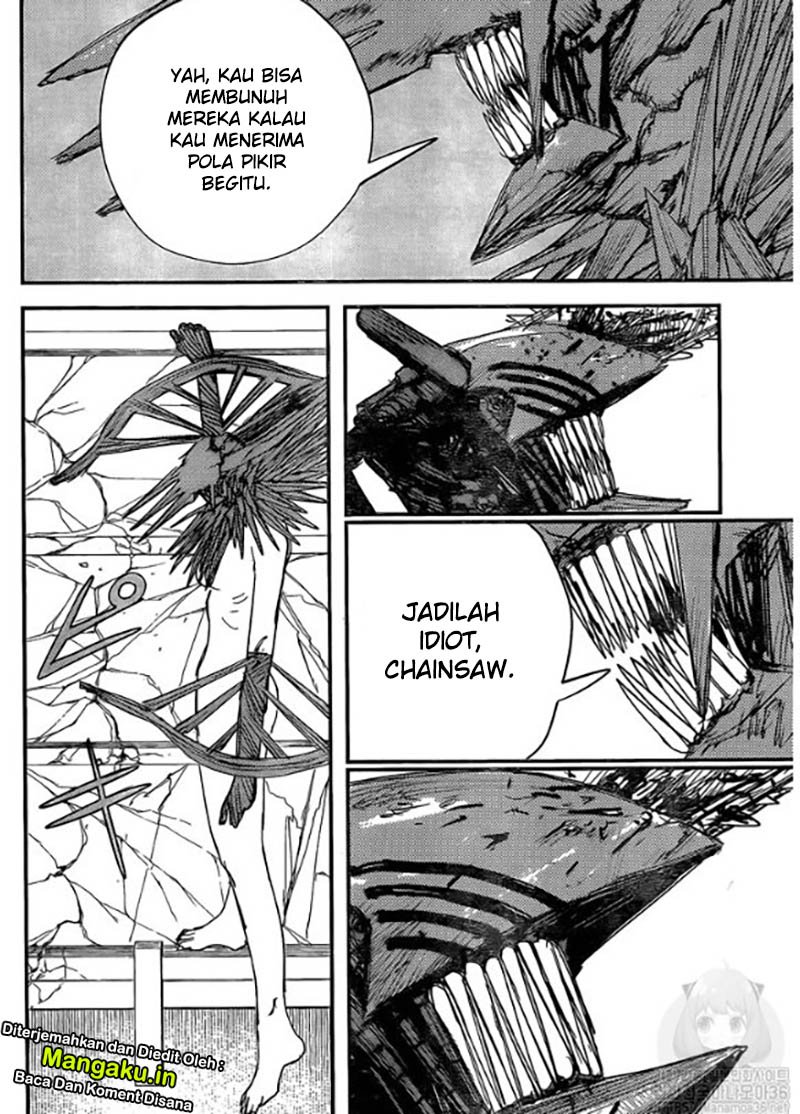 YAH, KAU BISA
MEMBUNUH
MEREKA KALAU
KAU MENERIMA
POLA PIKIR
BEGITU.
JADILAH
IDIOT,
CHAINSAW.
Diterjemahkan dan Diedit Oleh :
Mangaku.in
Baca Dan Koment Disana